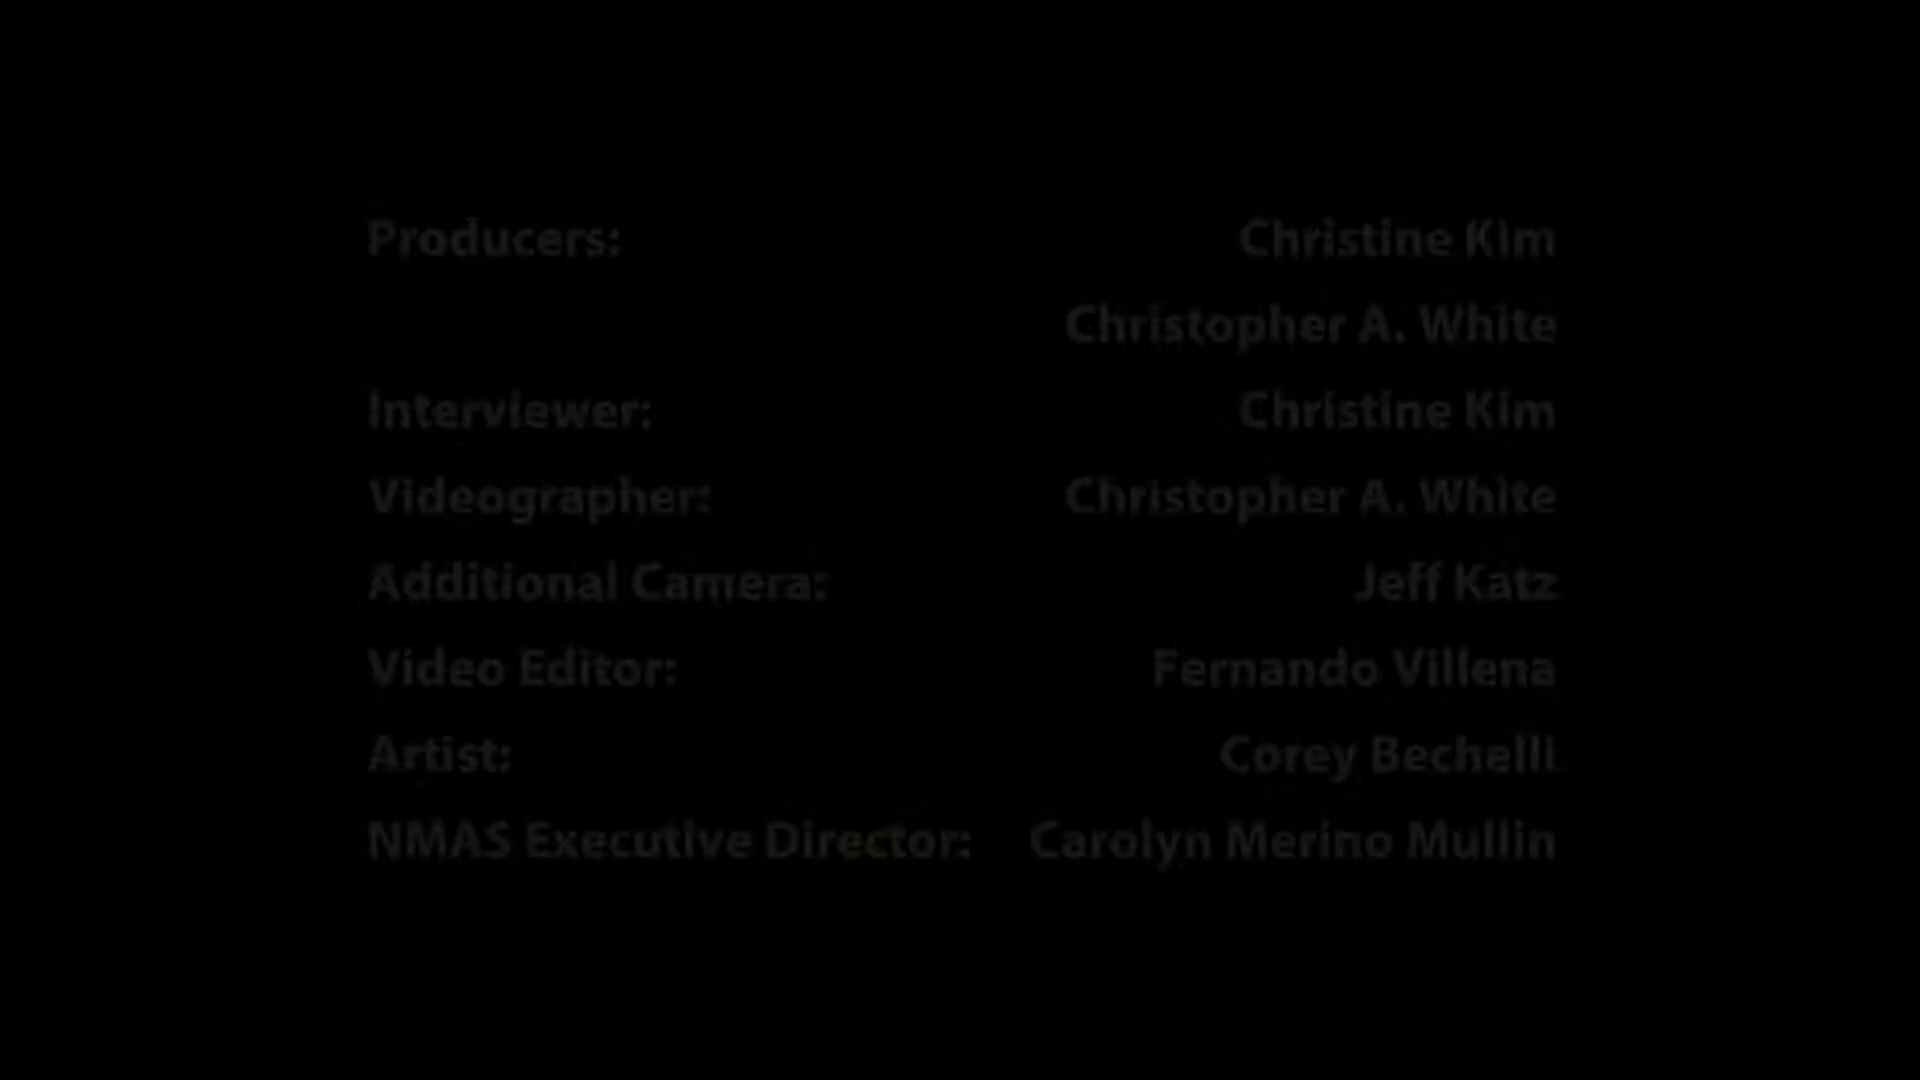 Producers: Christine Kim
Christopher A. White
Interviewer: Christine Kim
Videographer: Christopher A. White
Additional Camera: Jeff Katz
Video Editor: Fernando Villena
Artist: Corey Bechelli
NMAS Executive Director: Carolyn Merino Mullin